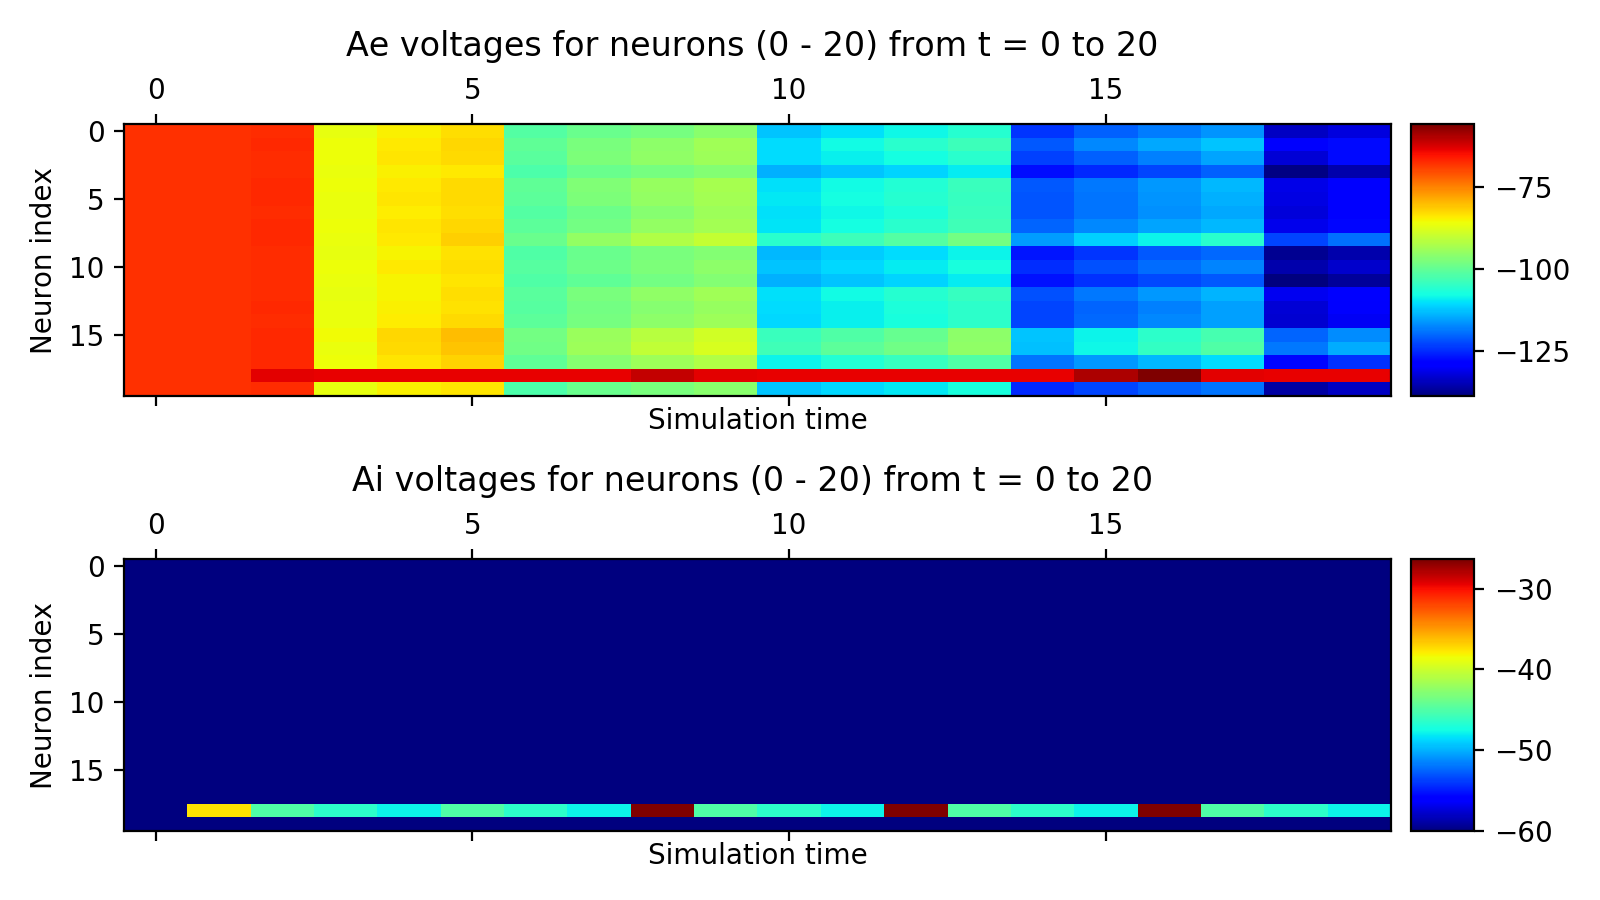 Ae voltages for neurons (0 - 20) from t = 0 to 20
0 5 10 15
0
5
10
15
Neuron index
Simulation time
−75
−100
−125
Ai voltages for neurons (0 - 20) from t = 0 to 20
0 5 10 15
0
5
10
15
Neuron index
Simulation time
−30
−40
−50
−60